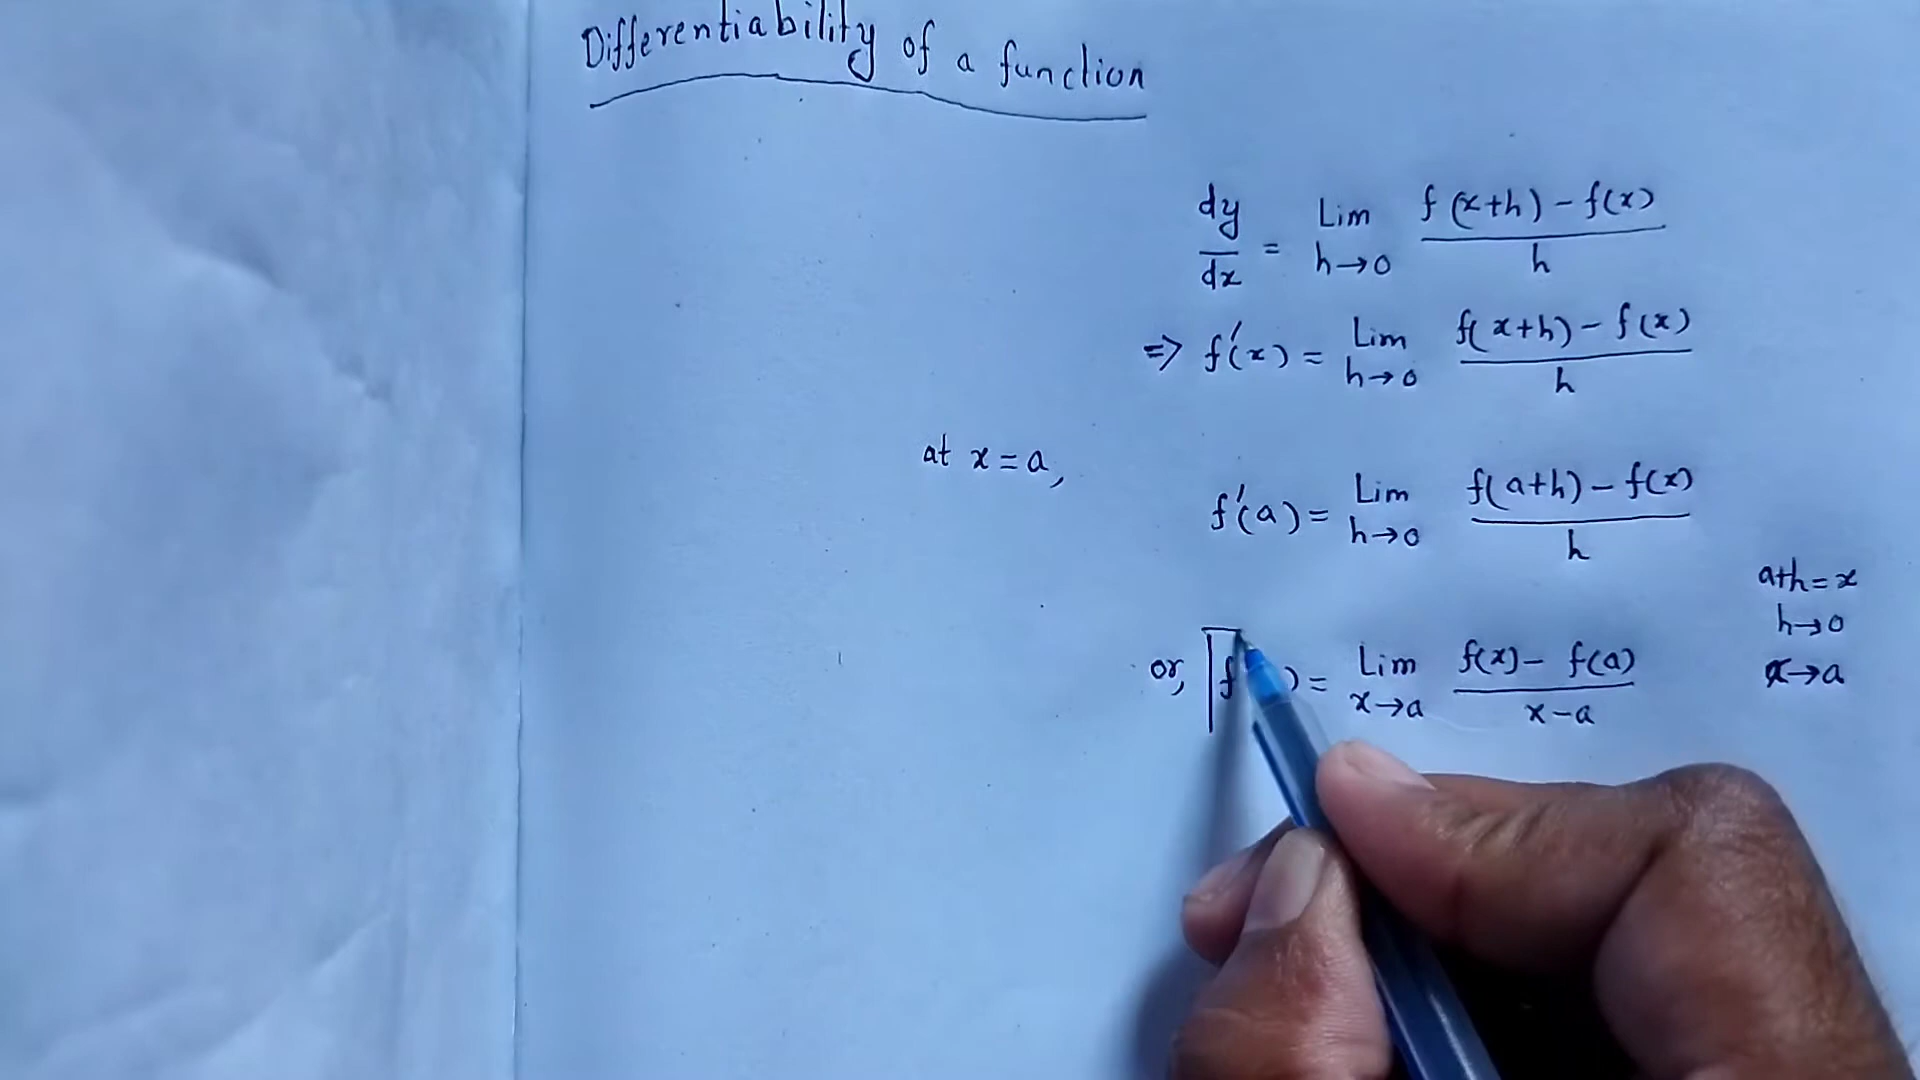 Differentiability of a function
dy/dx = Lim h→0 f(x+h) - f(x) / h
=> f'(x) = Lim h→0 f(x+h) - f(x) / h
at x = a,
f'(a) = Lim h→0 f(a+h) - f(x) / h
a+h = x
h→0
x→a
or, f ) = Lim x→a f(x) - f(a) / x-a